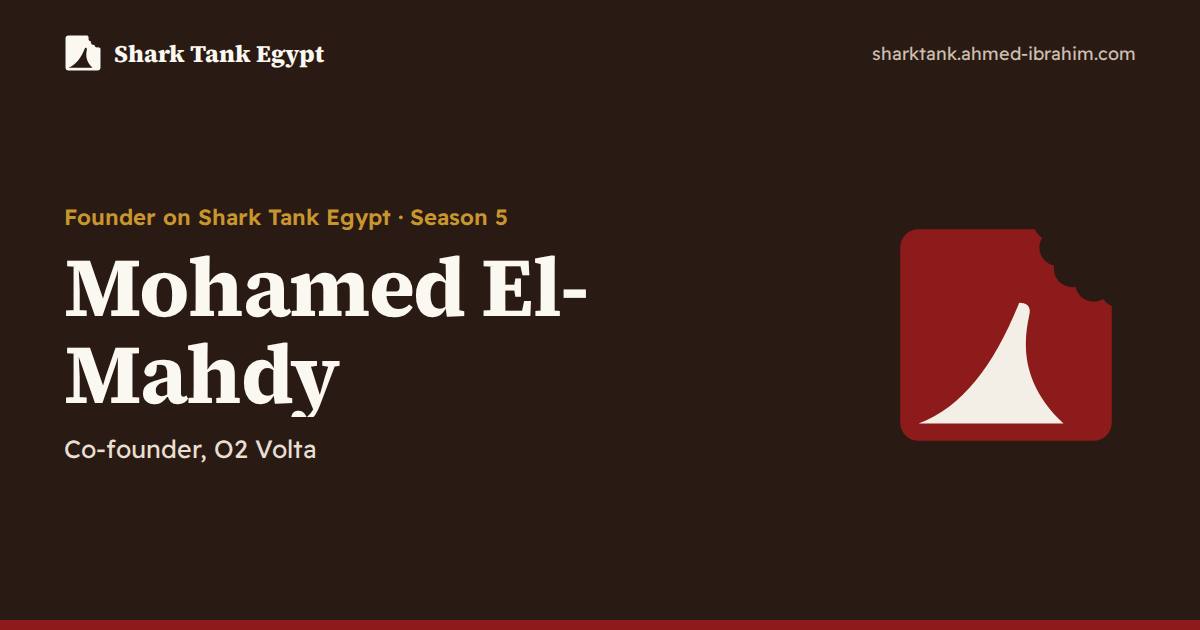 Shark Tank Egypt
sharktank.ahmed-ibrahim.com
Founder on Shark Tank Egypt · Season 5
Mohamed El-
Mahdy
Co-founder, O2 Volta